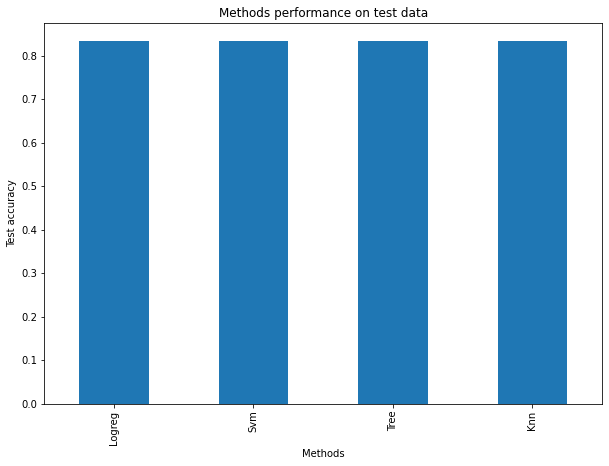 Methods performance on test data
Test accuracy
0.8
0.7
0.6
0.5
0.4
0.3
0.2
0.1
0.0
Logreg
Svm
Tree
Knn
Methods